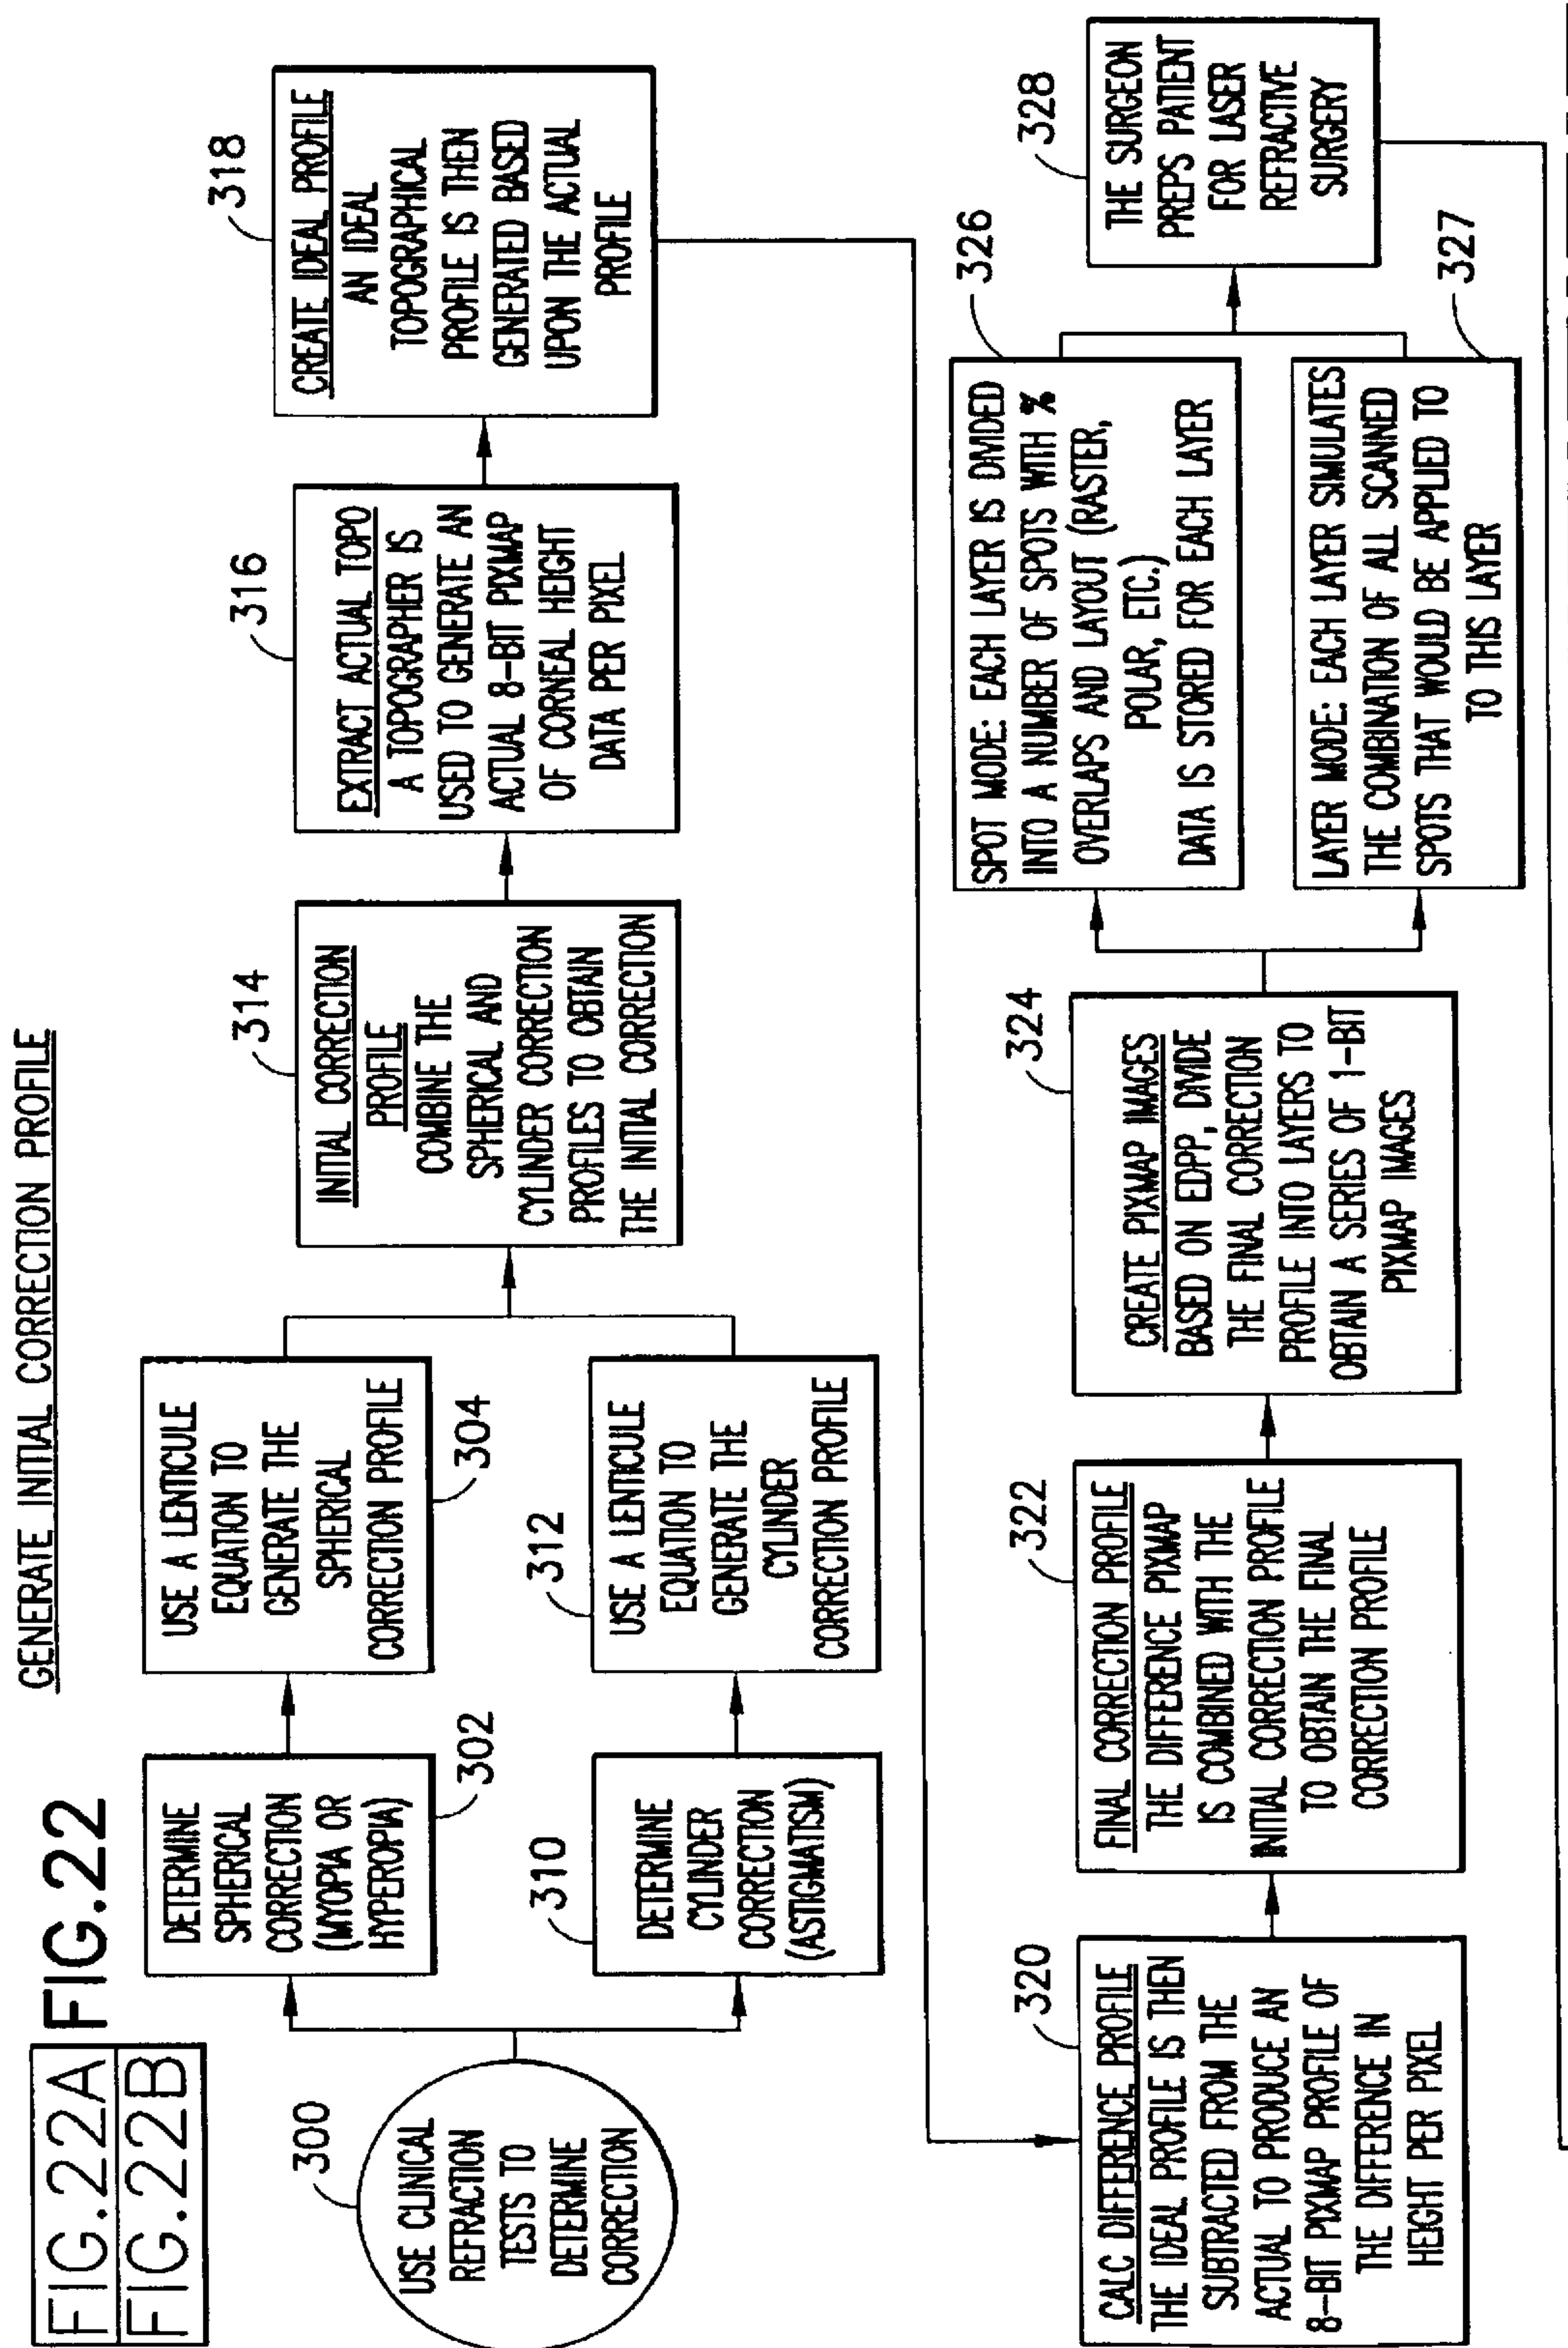 GENERATE INITIAL CORRECTION PROFILE
FIG.22A
FIG.22B
FIG.22
300
USE CLINICAL
REFRACTION
TESTS TO
DETERMINE
CORRECTION
DETERMINE
SPHERICAL
CORRECTION
(MYOPIA OR
HYPEROPIA)
302
USE A LENTICULE
EQUATION TO
GENERATE THE
SPHERICAL
CORRECTION PROFILE
304
310
DETERMINE
CYLINDER
CORRECTION
(ASTIGMATISM)
312
USE A LENTICULE
EQUATION TO
GENERATE THE
CYLINDER
CORRECTION PROFILE
314
INITIAL CORRECTION
PROFILE
COMBINE THE
SPHERICAL AND
CYLINDER CORRECTION
PROFILES TO OBTAIN
THE INITIAL CORRECTION
316
EXTRACT ACTUAL TOPO
A TOPOGRAPHER IS
USED TO GENERATE AN
ACTUAL 8-BIT PIXMAP
OF CORNEAL HEIGHT
DATA PER PIXEL
318
CREATE IDEAL PROFILE
AN IDEAL
TOPOGRAPHICAL
PROFILE IS THEN
GENERATED BASED
UPON THE ACTUAL
PROFILE
320
CALC DIFFERENCE PROFILE
THE IDEAL PROFILE IS THEN
SUBTRACTED FROM THE
ACTUAL TO PRODUCE AN
8-BIT PIXMAP PROFILE OF
THE DIFFERENCE IN
HEIGHT PER PIXEL
322
FINAL CORRECTION PROFILE
THE DIFFERENCE PIXMAP
IS COMBINED WITH THE
INITIAL CORRECTION PROFILE
TO OBTAIN THE FINAL
CORRECTION PROFILE
324
CREATE PIXMAP IMAGES
BASED ON EDPP, DIVIDE
THE FINAL CORRECTION
PROFILE INTO LAYERS TO
OBTAIN A SERIES OF 1-BIT
PIXMAP IMAGES
326
SPOT MODE: EACH LAYER IS DIVIDED
INTO A NUMBER OF SPOTS WITH %
OVERLAPS AND LAYOUT (RASTER,
POLAR, ETC.)
DATA IS STORED FOR EACH LAYER
327
LAYER MODE: EACH LAYER SIMULATES
THE COMBINATION OF ALL SCANNED
SPOTS THAT WOULD BE APPLIED TO
TO THIS LAYER
328
THE SURGEON
PREPS PATIENT
FOR LASER
REFRACTIVE
SURGERY